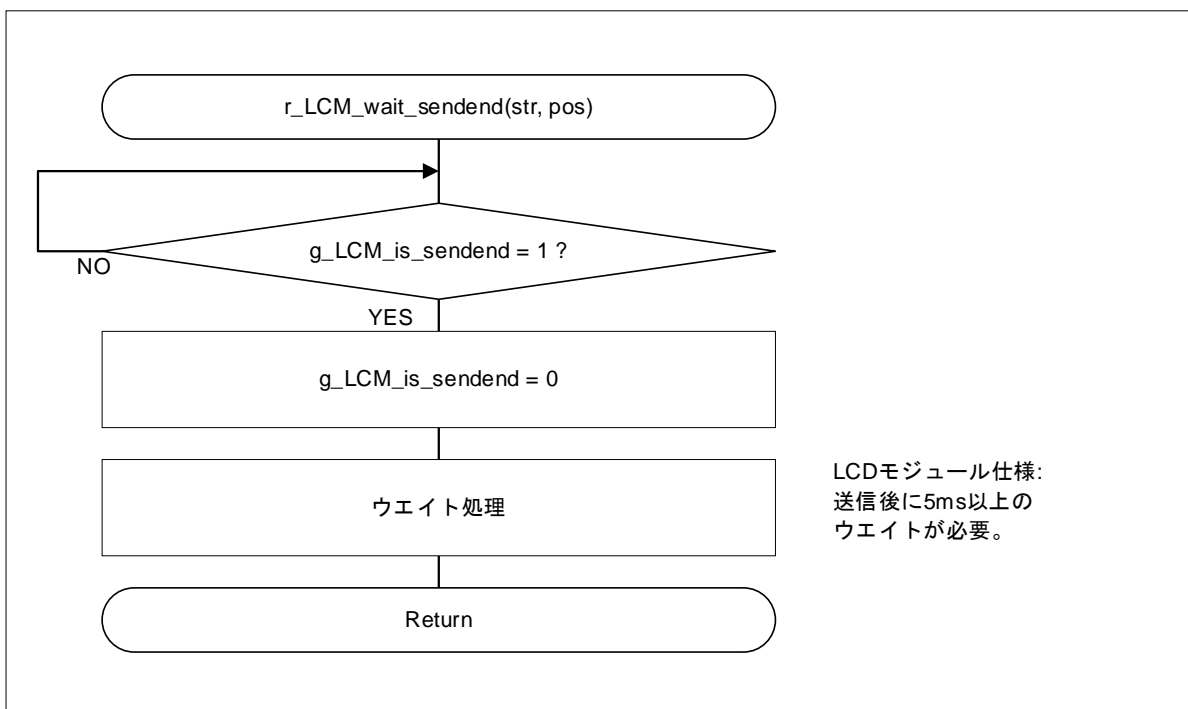 r_LCM_wait_sendend(str, pos)
g_LCM_is_sendend = 1 ?
NO
YES
g_LCM_is_sendend = 0
ウエイト処理
LCDモジュール仕様:
送信後に5ms以上の
ウエイトが必要。
Return